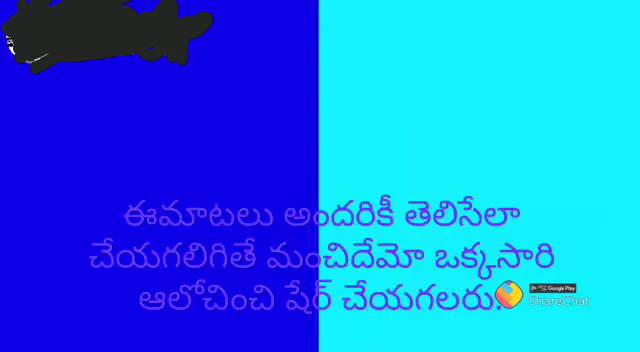 ఈమాటలు అందరికీ తెలిసేలా
చేయగలిగితే మంచిదేమో ఒక్కసారి
ఆలోచించి షేర్ చేయగలరు.
Google Play
ShareChat